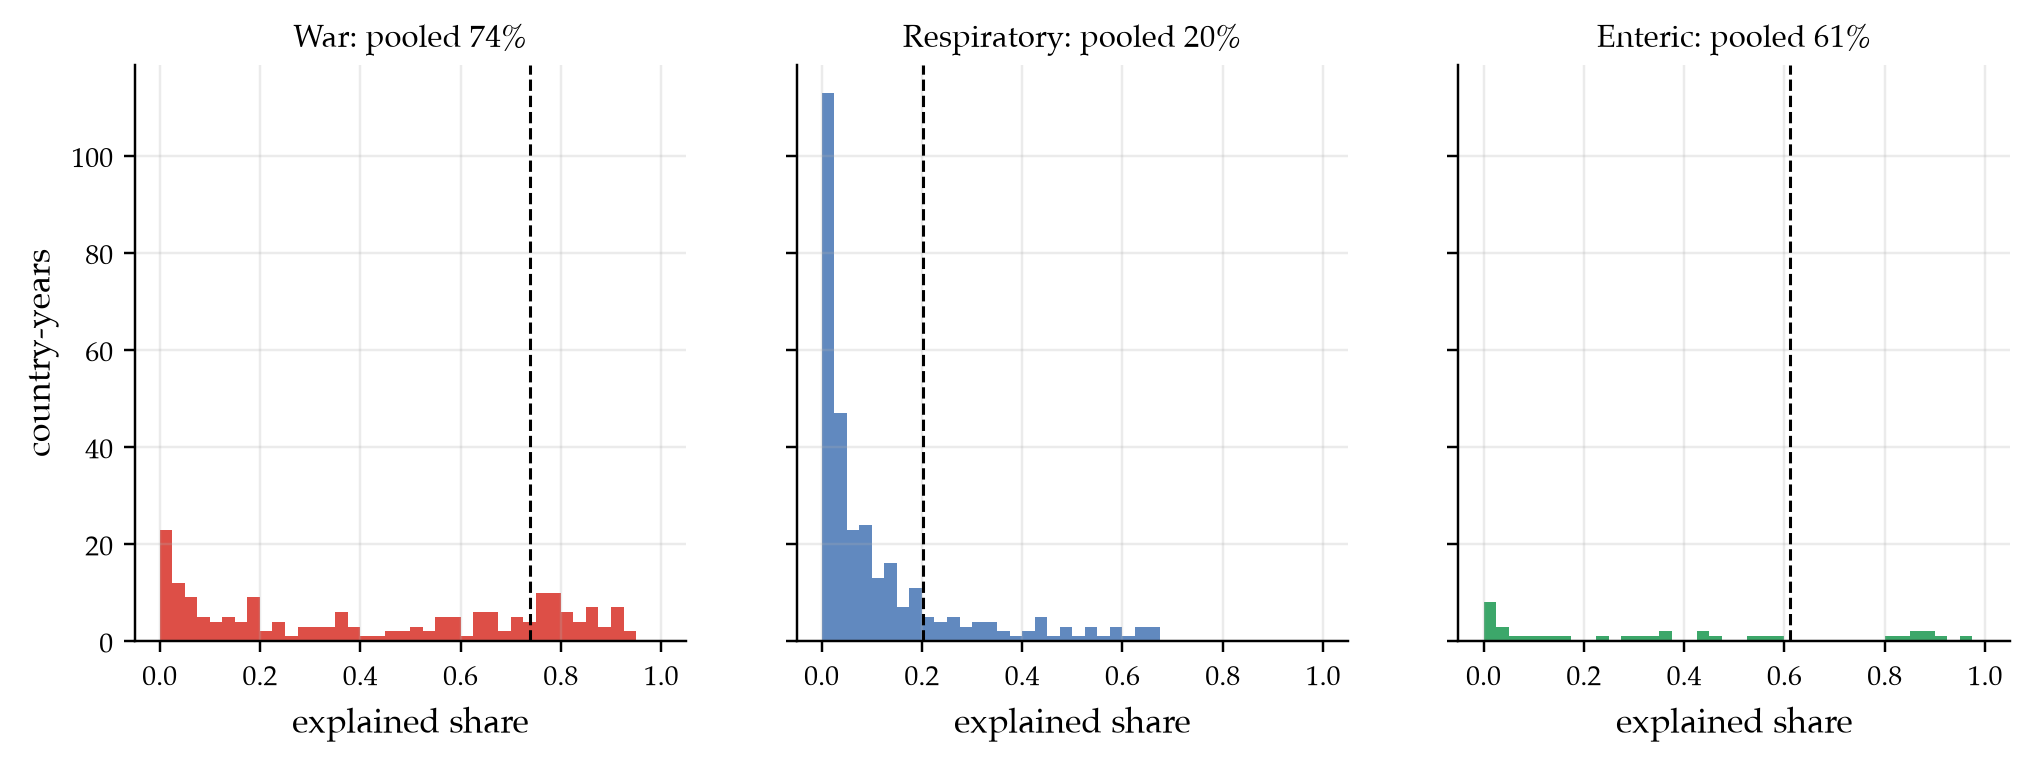 War: pooled 74%
Respiratory: pooled 20%
Enteric: pooled 61%
country-years
100
80
60
40
20
0
0.0 0.2 0.4 0.6 0.8 1.0
0.0 0.2 0.4 0.6 0.8 1.0
0.0 0.2 0.4 0.6 0.8 1.0
explained share
explained share
explained share